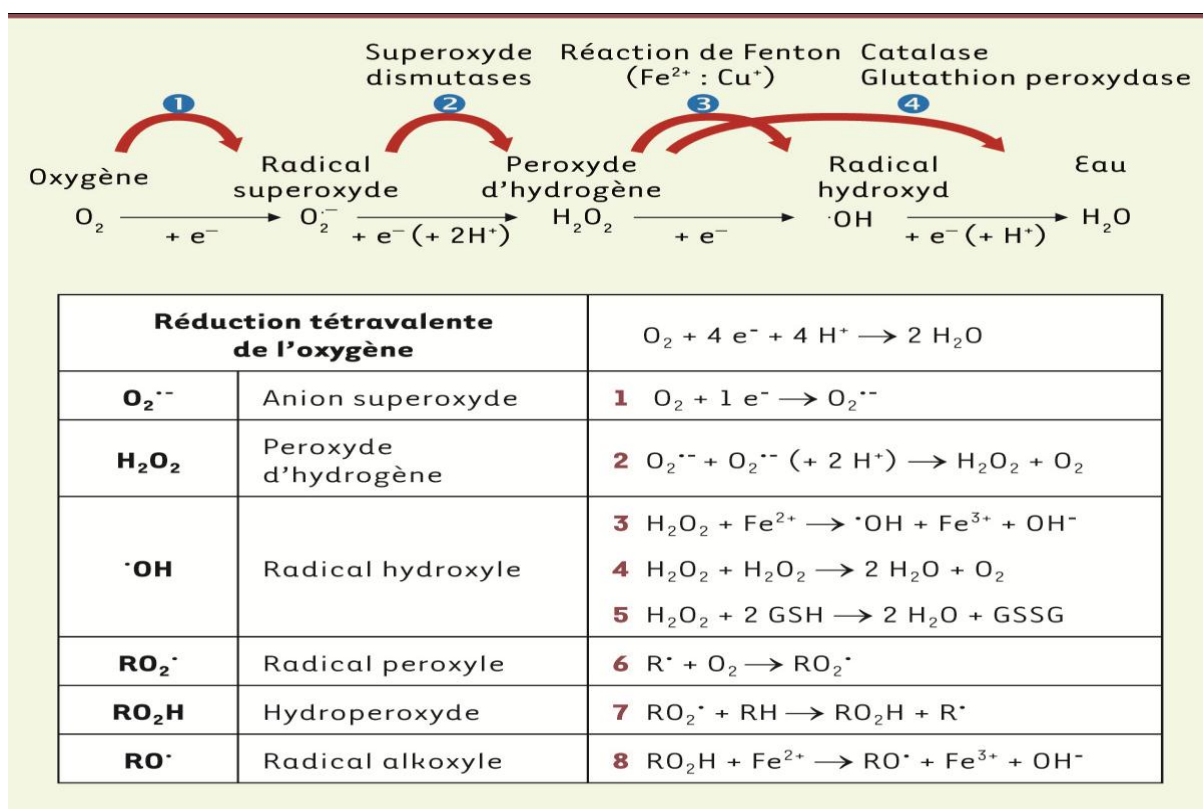 Superoxyde dismutases
Réaction de Fenton (Fe²⁺ : Cu⁺)
Catalase
Glutathion peroxydase
1
2
3
4
Oxygène
Radical superoxyde
Peroxyde d'hydrogène
Radical hydroxyd
Eau
O₂ → + e⁻ O₂·⁻ → + e⁻ (+ 2H⁺) H₂O₂ → + e⁻ ·OH → + e⁻ (+ H⁺) H₂O
Réduction tétravalente
de l'oxygène
O₂ + 4 e⁻ + 4 H⁺ → 2 H₂O
O₂·⁻ Anion superoxyde 1 O₂ + 1 e⁻ → O₂·⁻
H₂O₂ Peroxyde d'hydrogène 2 O₂·⁻ + O₂·⁻ (+ 2 H⁺) → H₂O₂ + O₂
·OH Radical hydroxyle
3 H₂O₂ + Fe²⁺ → ·OH + Fe³⁺ + OH⁻
4 H₂O₂ + H₂O₂ → 2 H₂O + O₂
5 H₂O₂ + 2 GSH → 2 H₂O + GSSG
RO₂· Radical peroxyle 6 R· + O₂ → RO₂·
RO₂H Hydroperoxyde 7 RO₂· + RH → RO₂H + R·
RO· Radical alkoxyle 8 RO₂H + Fe²⁺ → RO· + Fe³⁺ + OH⁻